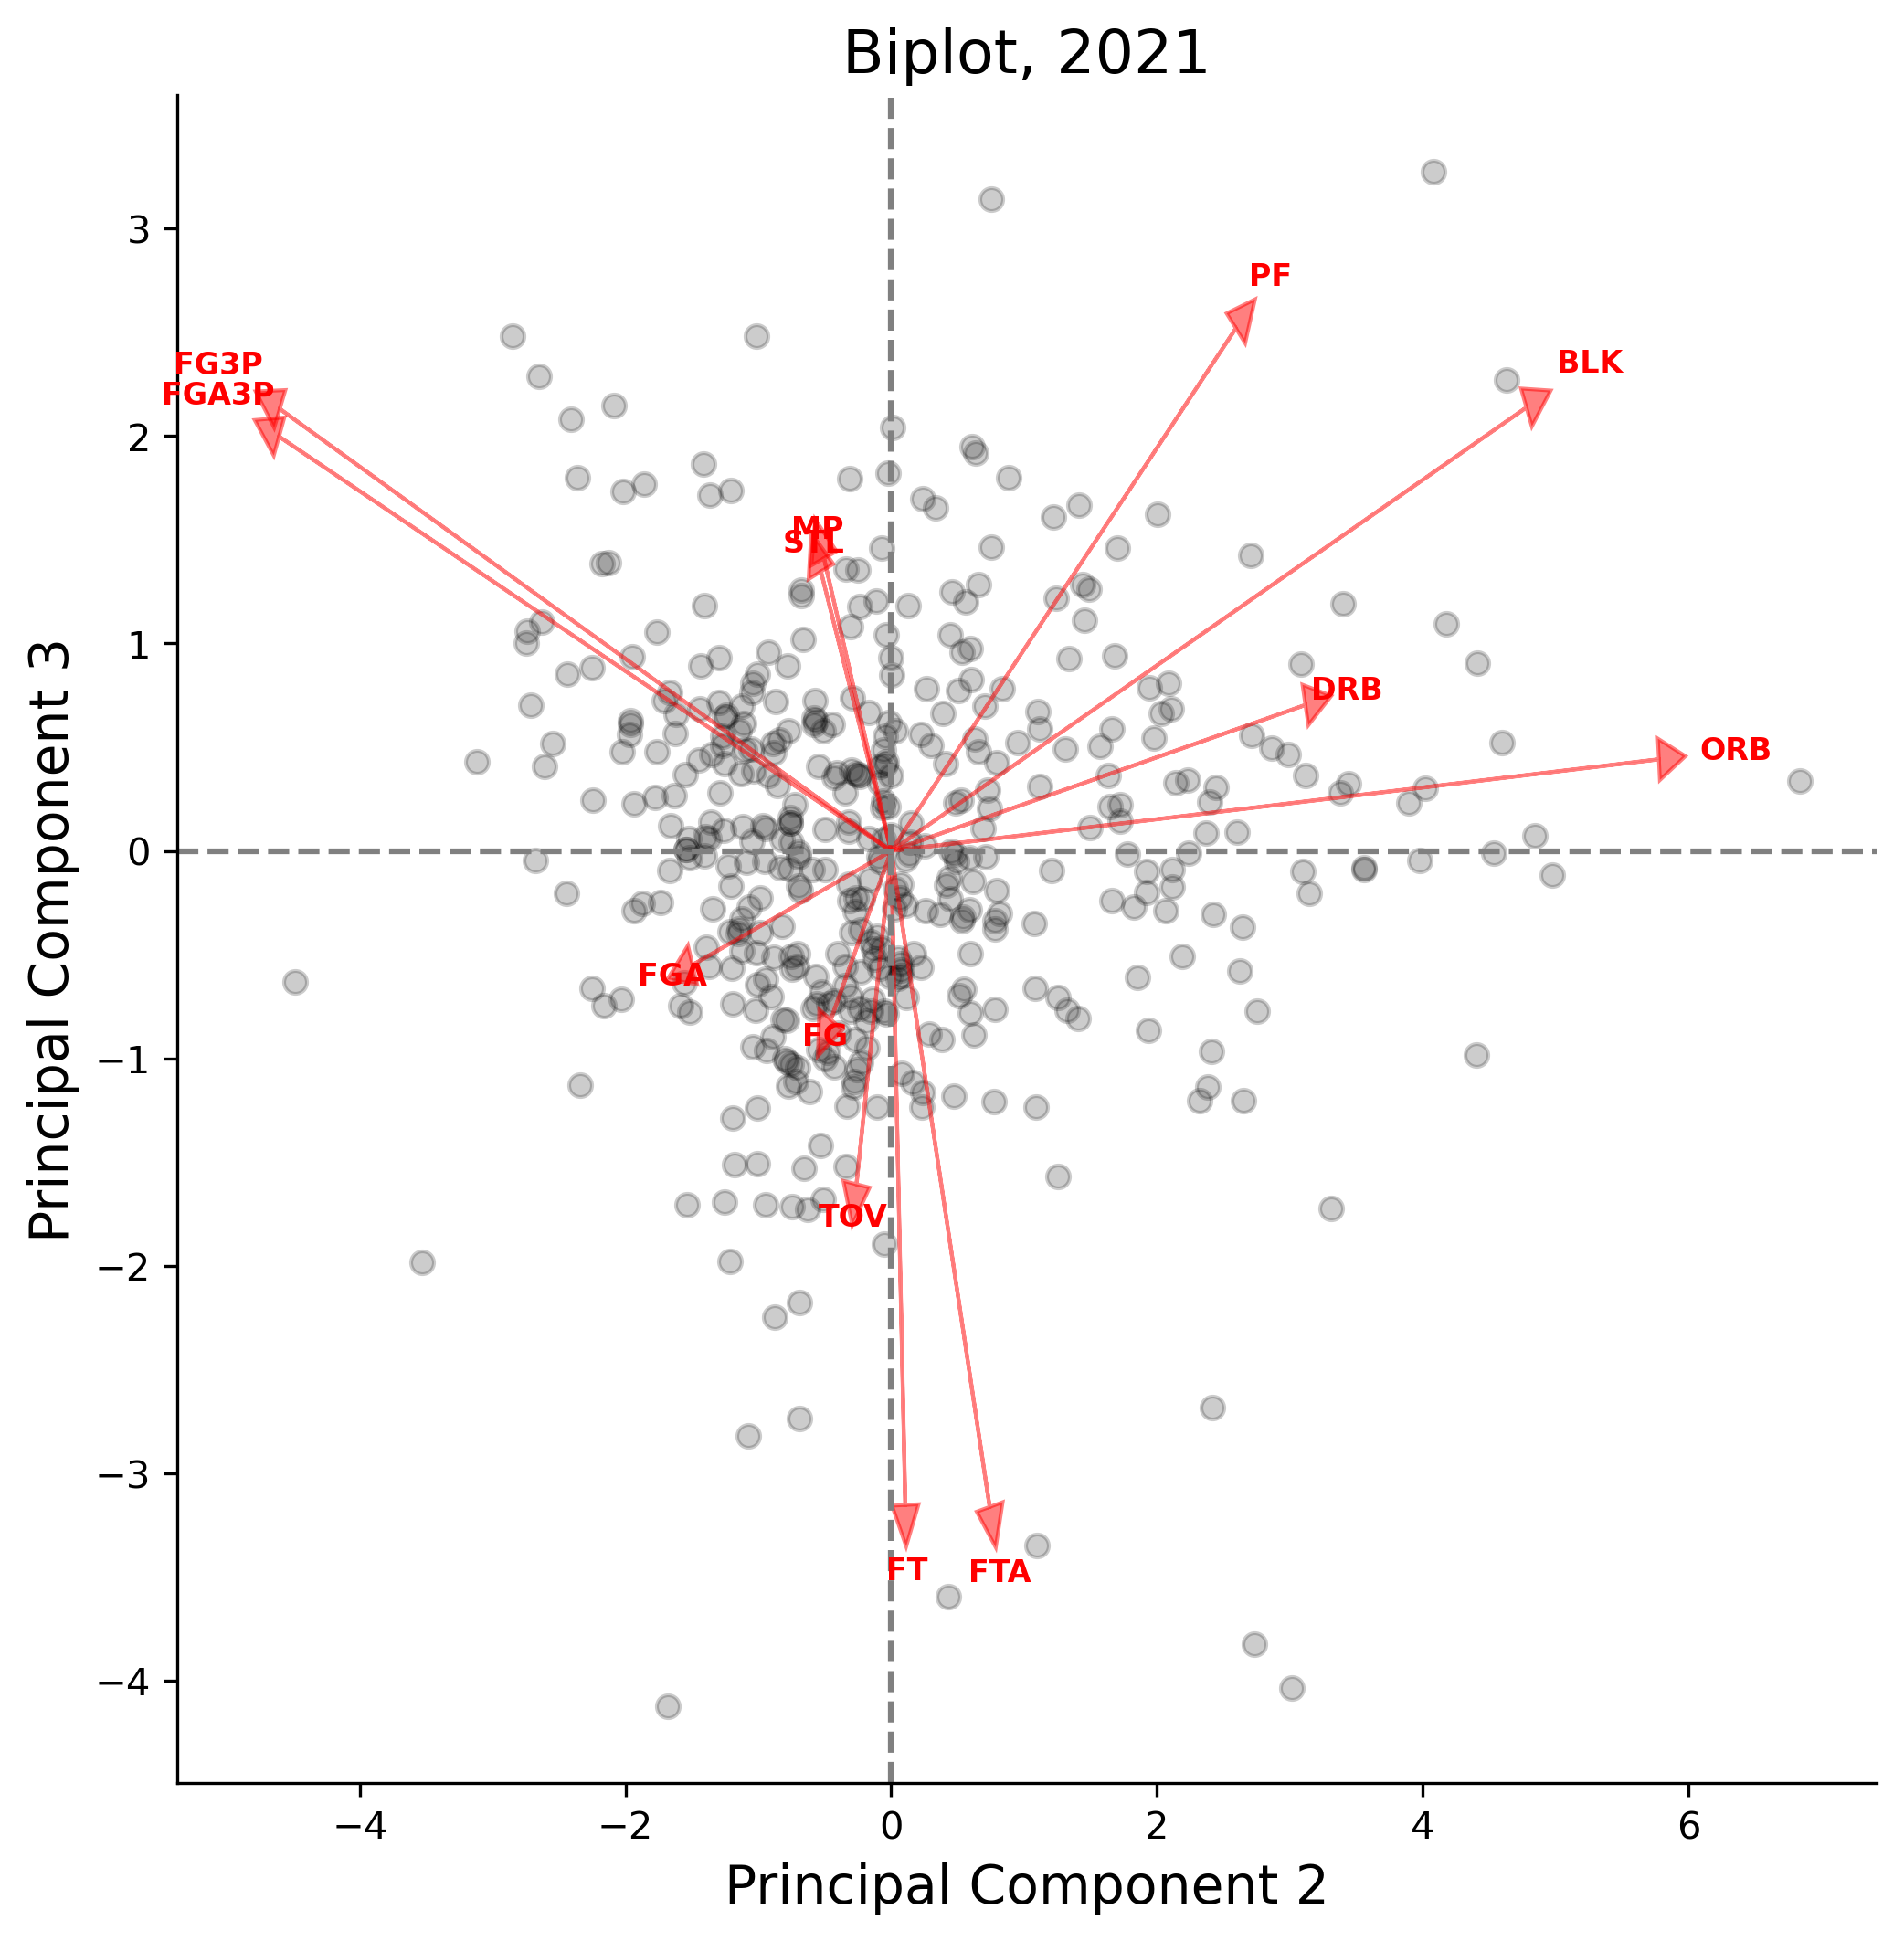 Biplot, 2021
Principal Component 3
3
2
1
0
−1
−2
−3
−4
PF
BLK
FG3P
FGA3P
MP
STL
DRB
ORB
FGA
FG
TOV
FT
FTA
−4
−2
0
2
4
6
Principal Component 2